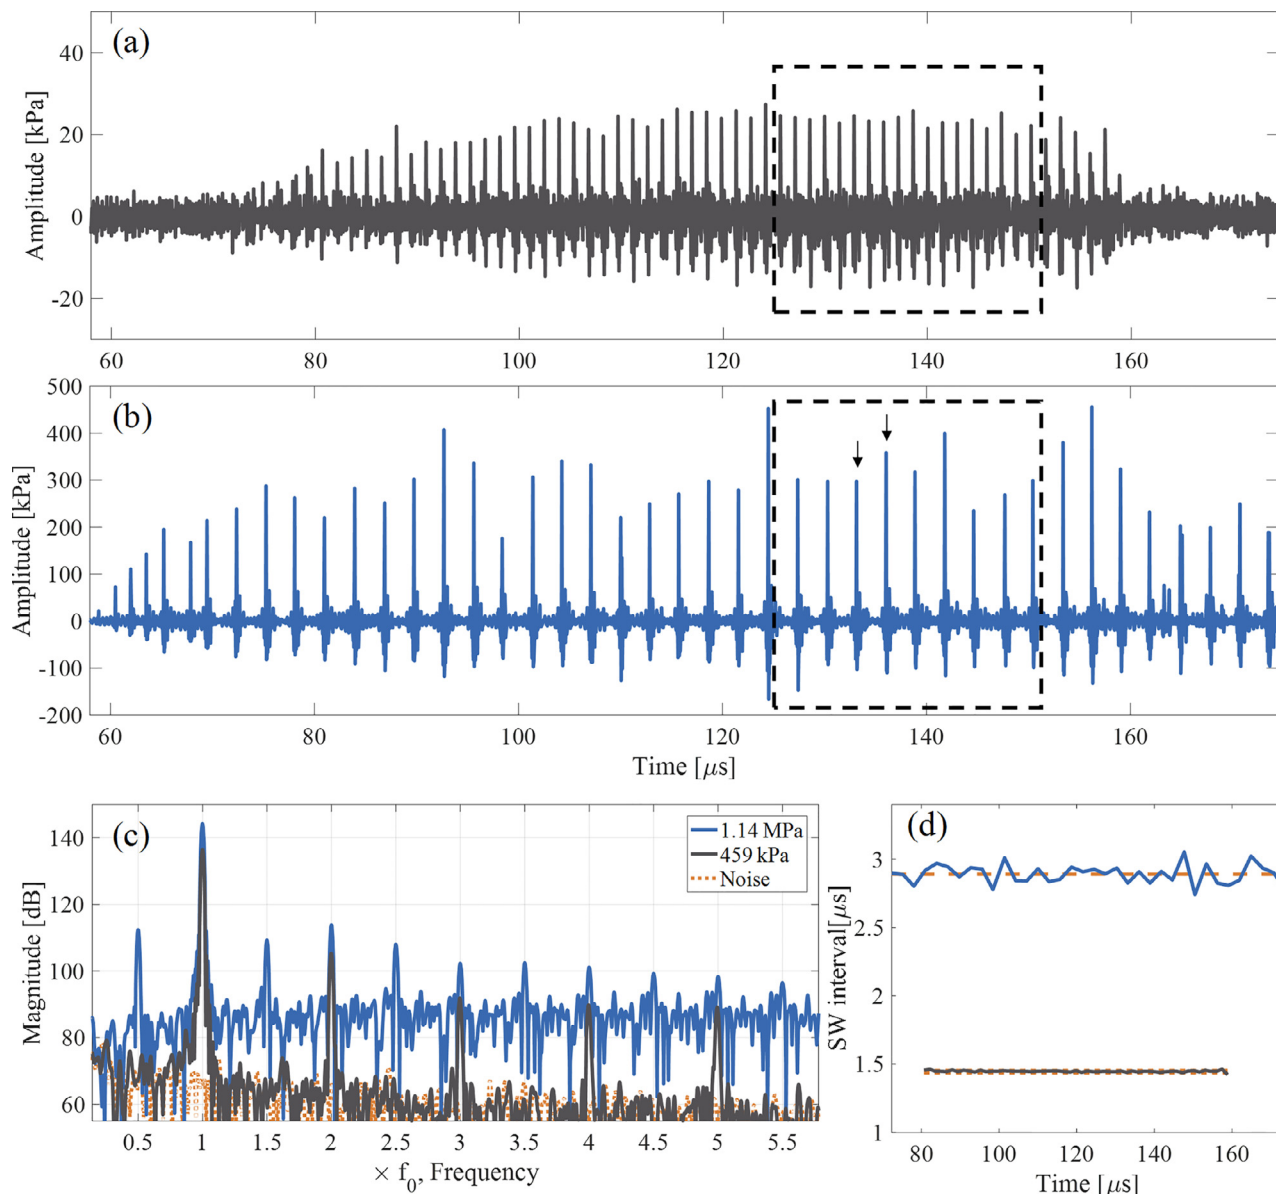 (a)
Amplitude [kPa]
40
20
0
-20
60 80 100 120 140 160
(b)
Amplitude [kPa]
500
400
300
200
100
0
-100
-200
60 80 100 120 140 160
Time [μs]
(c)
Magnitude [dB]
140
120
100
80
60
1.14 MPa
459 kPa
Noise
0.5 1 1.5 2 2.5 3 3.5 4 4.5 5 5.5
× f₀, Frequency
(d)
SW interval[μs]
3
2.5
2
1.5
1
80 100 120 140 160
Time [μs]